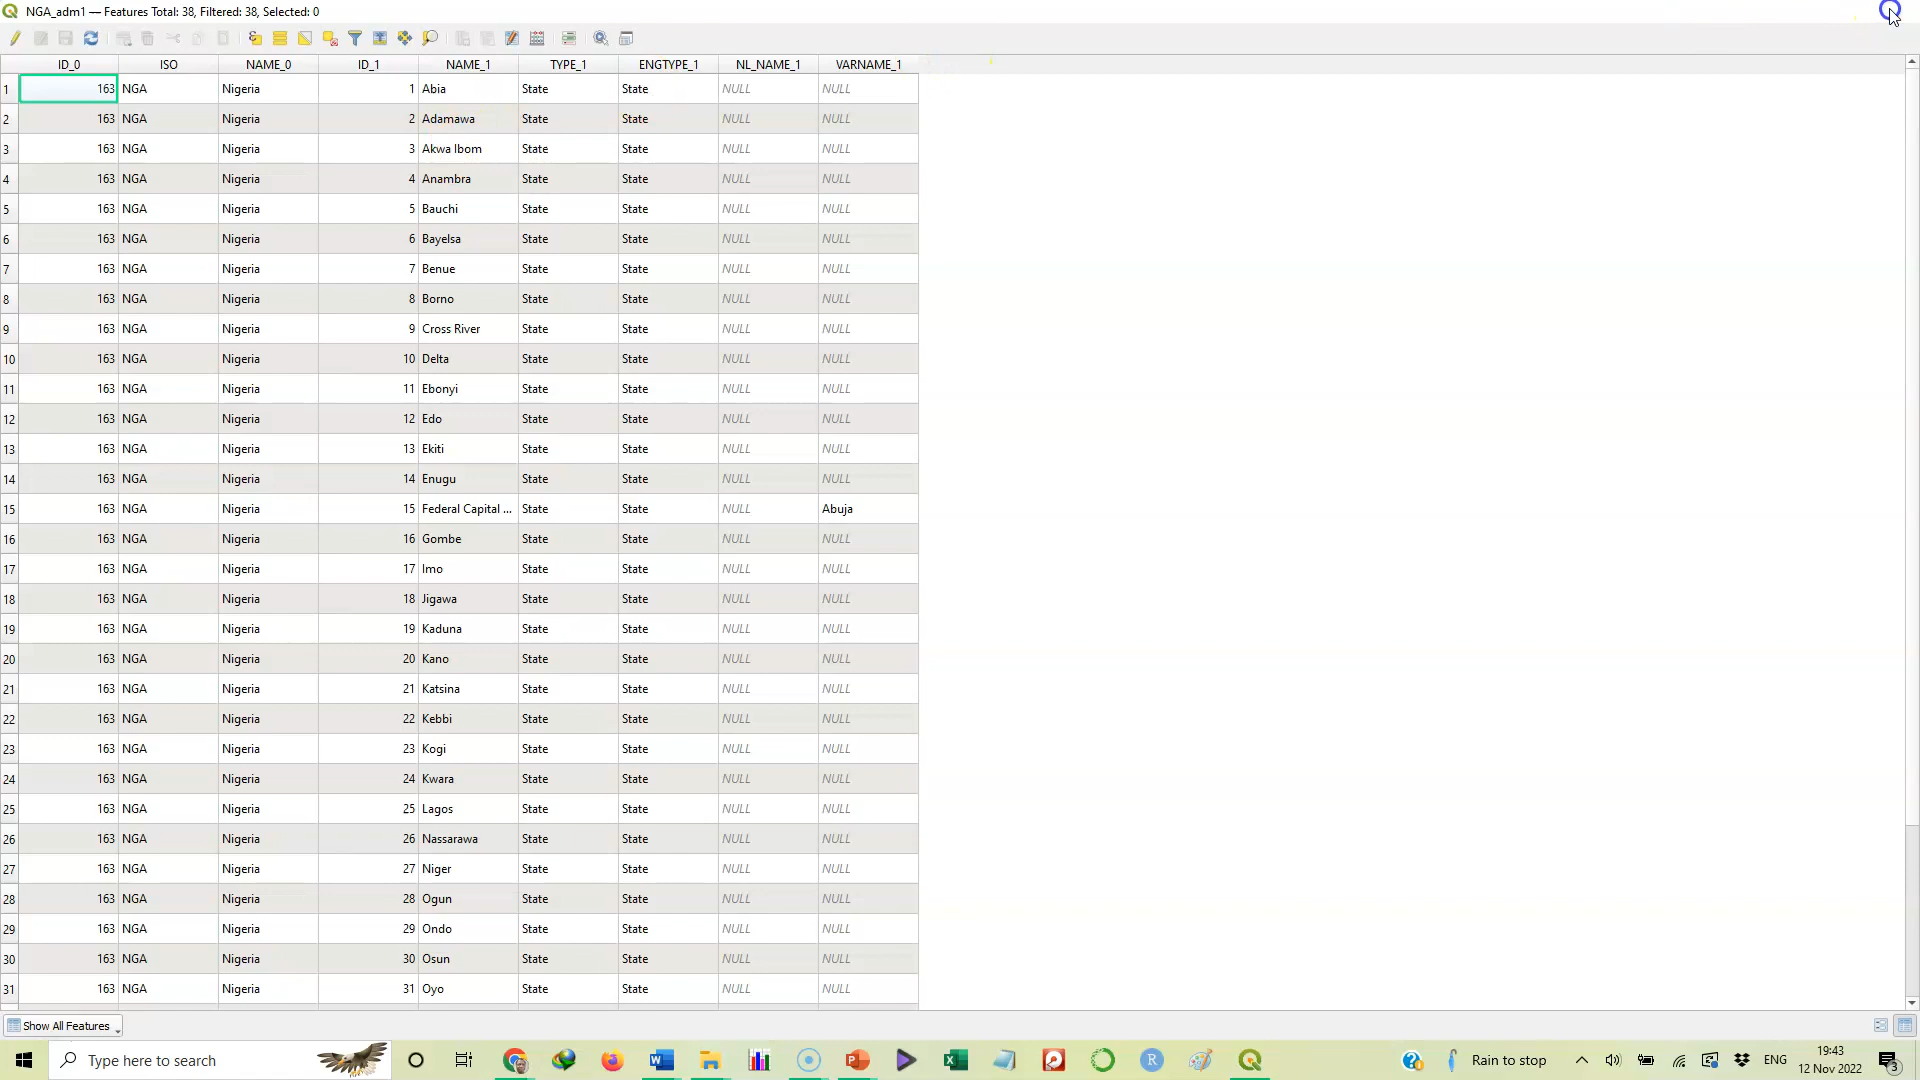 NGA_adm1 — Features Total: 38, Filtered: 38, Selected: 0
ID_0 ISO NAME_0 ID_1 NAME_1 TYPE_1 ENGTYPE_1 NL_NAME_1 VARNAME_1
1 163 NGA Nigeria 1 Abia State State NULL NULL
2 163 NGA Nigeria 2 Adamawa State State NULL NULL
3 163 NGA Nigeria 3 Akwa Ibom State State NULL NULL
4 163 NGA Nigeria 4 Anambra State State NULL NULL
5 163 NGA Nigeria 5 Bauchi State State NULL NULL
6 163 NGA Nigeria 6 Bayelsa State State NULL NULL
7 163 NGA Nigeria 7 Benue State State NULL NULL
8 163 NGA Nigeria 8 Borno State State NULL NULL
9 163 NGA Nigeria 9 Cross River State State NULL NULL
10 163 NGA Nigeria 10 Delta State State NULL NULL
11 163 NGA Nigeria 11 Ebonyi State State NULL NULL
12 163 NGA Nigeria 12 Edo State State NULL NULL
13 163 NGA Nigeria 13 Ekiti State State NULL NULL
14 163 NGA Nigeria 14 Enugu State State NULL NULL
15 163 NGA Nigeria 15 Federal Capital ... State State NULL Abuja
16 163 NGA Nigeria 16 Gombe State State NULL NULL
17 163 NGA Nigeria 17 Imo State State NULL NULL
18 163 NGA Nigeria 18 Jigawa State State NULL NULL
19 163 NGA Nigeria 19 Kaduna State State NULL NULL
20 163 NGA Nigeria 20 Kano State State NULL NULL
21 163 NGA Nigeria 21 Katsina State State NULL NULL
22 163 NGA Nigeria 22 Kebbi State State NULL NULL
23 163 NGA Nigeria 23 Kogi State State NULL NULL
24 163 NGA Nigeria 24 Kwara State State NULL NULL
25 163 NGA Nigeria 25 Lagos State State NULL NULL
26 163 NGA Nigeria 26 Nassarawa State State NULL NULL
27 163 NGA Nigeria 27 Niger State State NULL NULL
28 163 NGA Nigeria 28 Ogun State State NULL NULL
29 163 NGA Nigeria 29 Ondo State State NULL NULL
30 163 NGA Nigeria 30 Osun State State NULL NULL
31 163 NGA Nigeria 31 Oyo State State NULL NULL
Show All Features
Type here to search Rain to stop ENG 19:43
12 Nov 2022 3